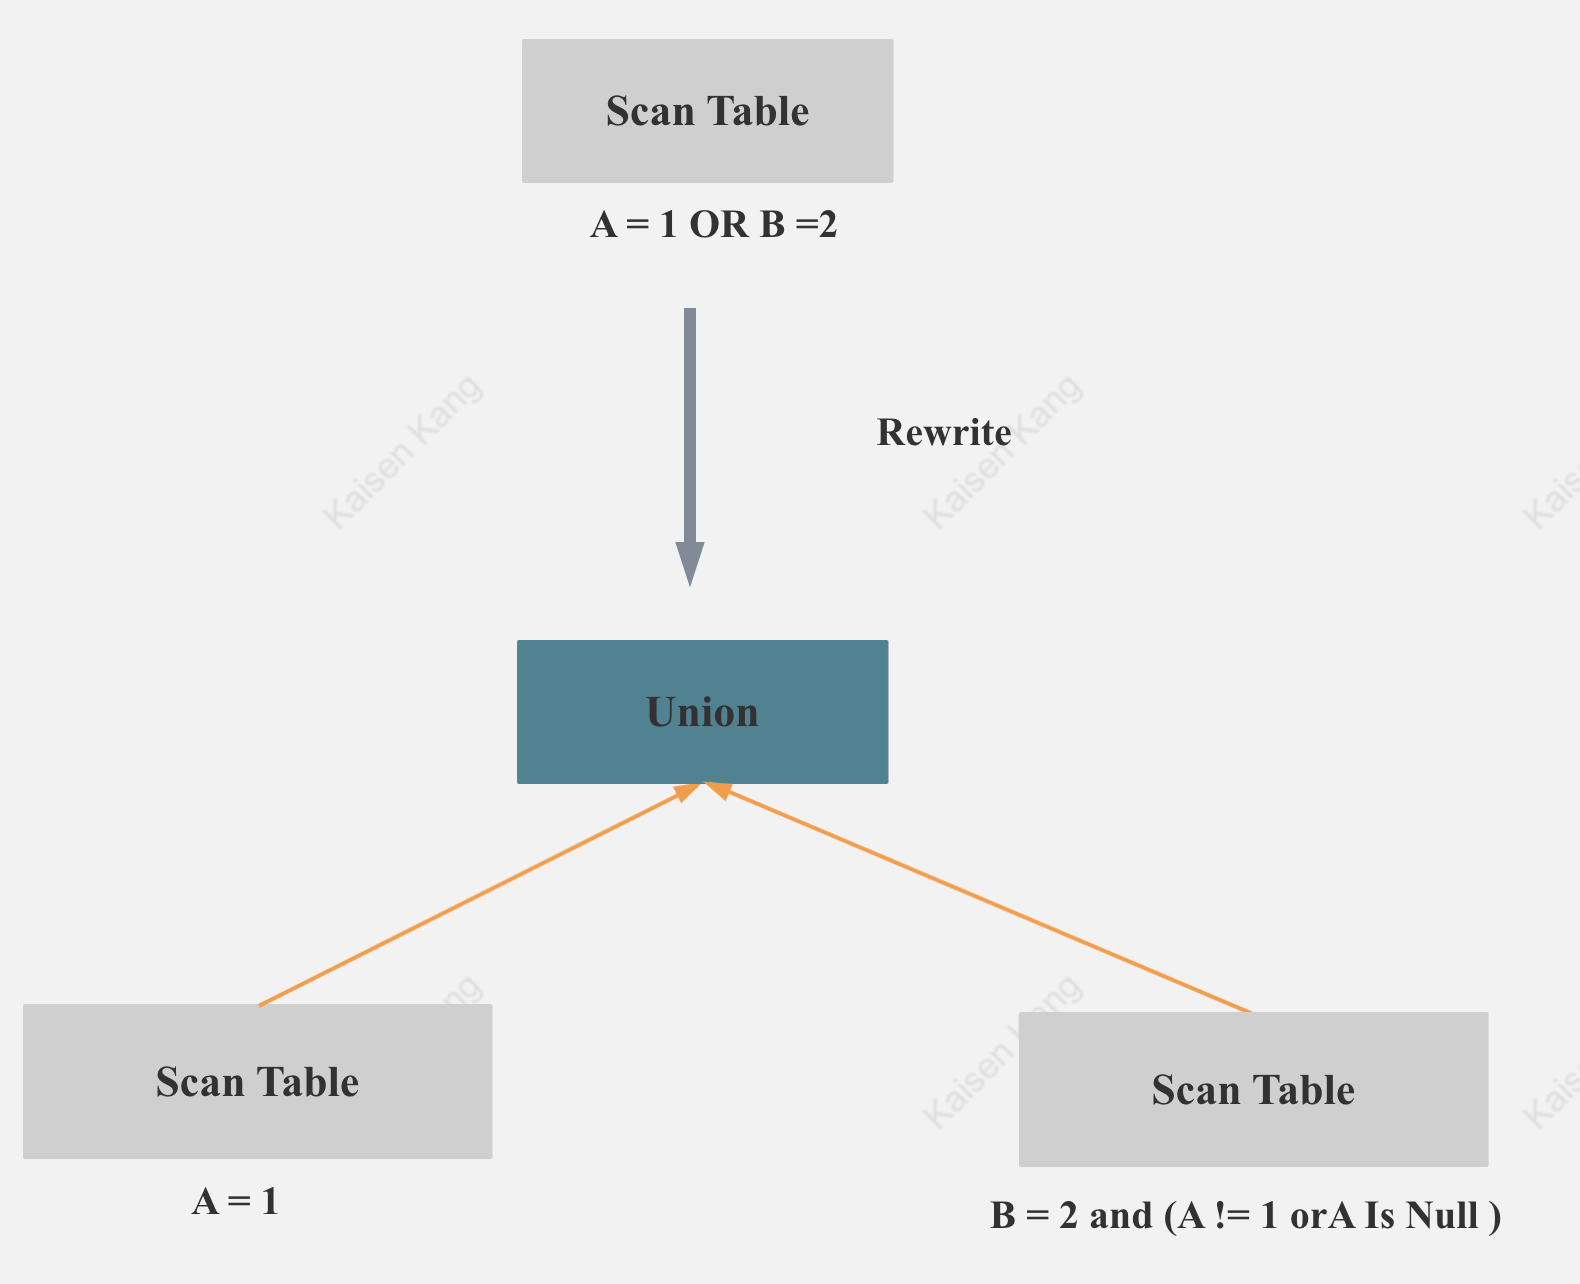 Scan Table
A = 1 OR B =2
Kaisen Kang
Rewrite
Kaisen Kang
Kais
Union
ng
Scan Table
A = 1
Kaisen Kang
Scan Table
Kais
B = 2 and (A != 1 orA Is Null )